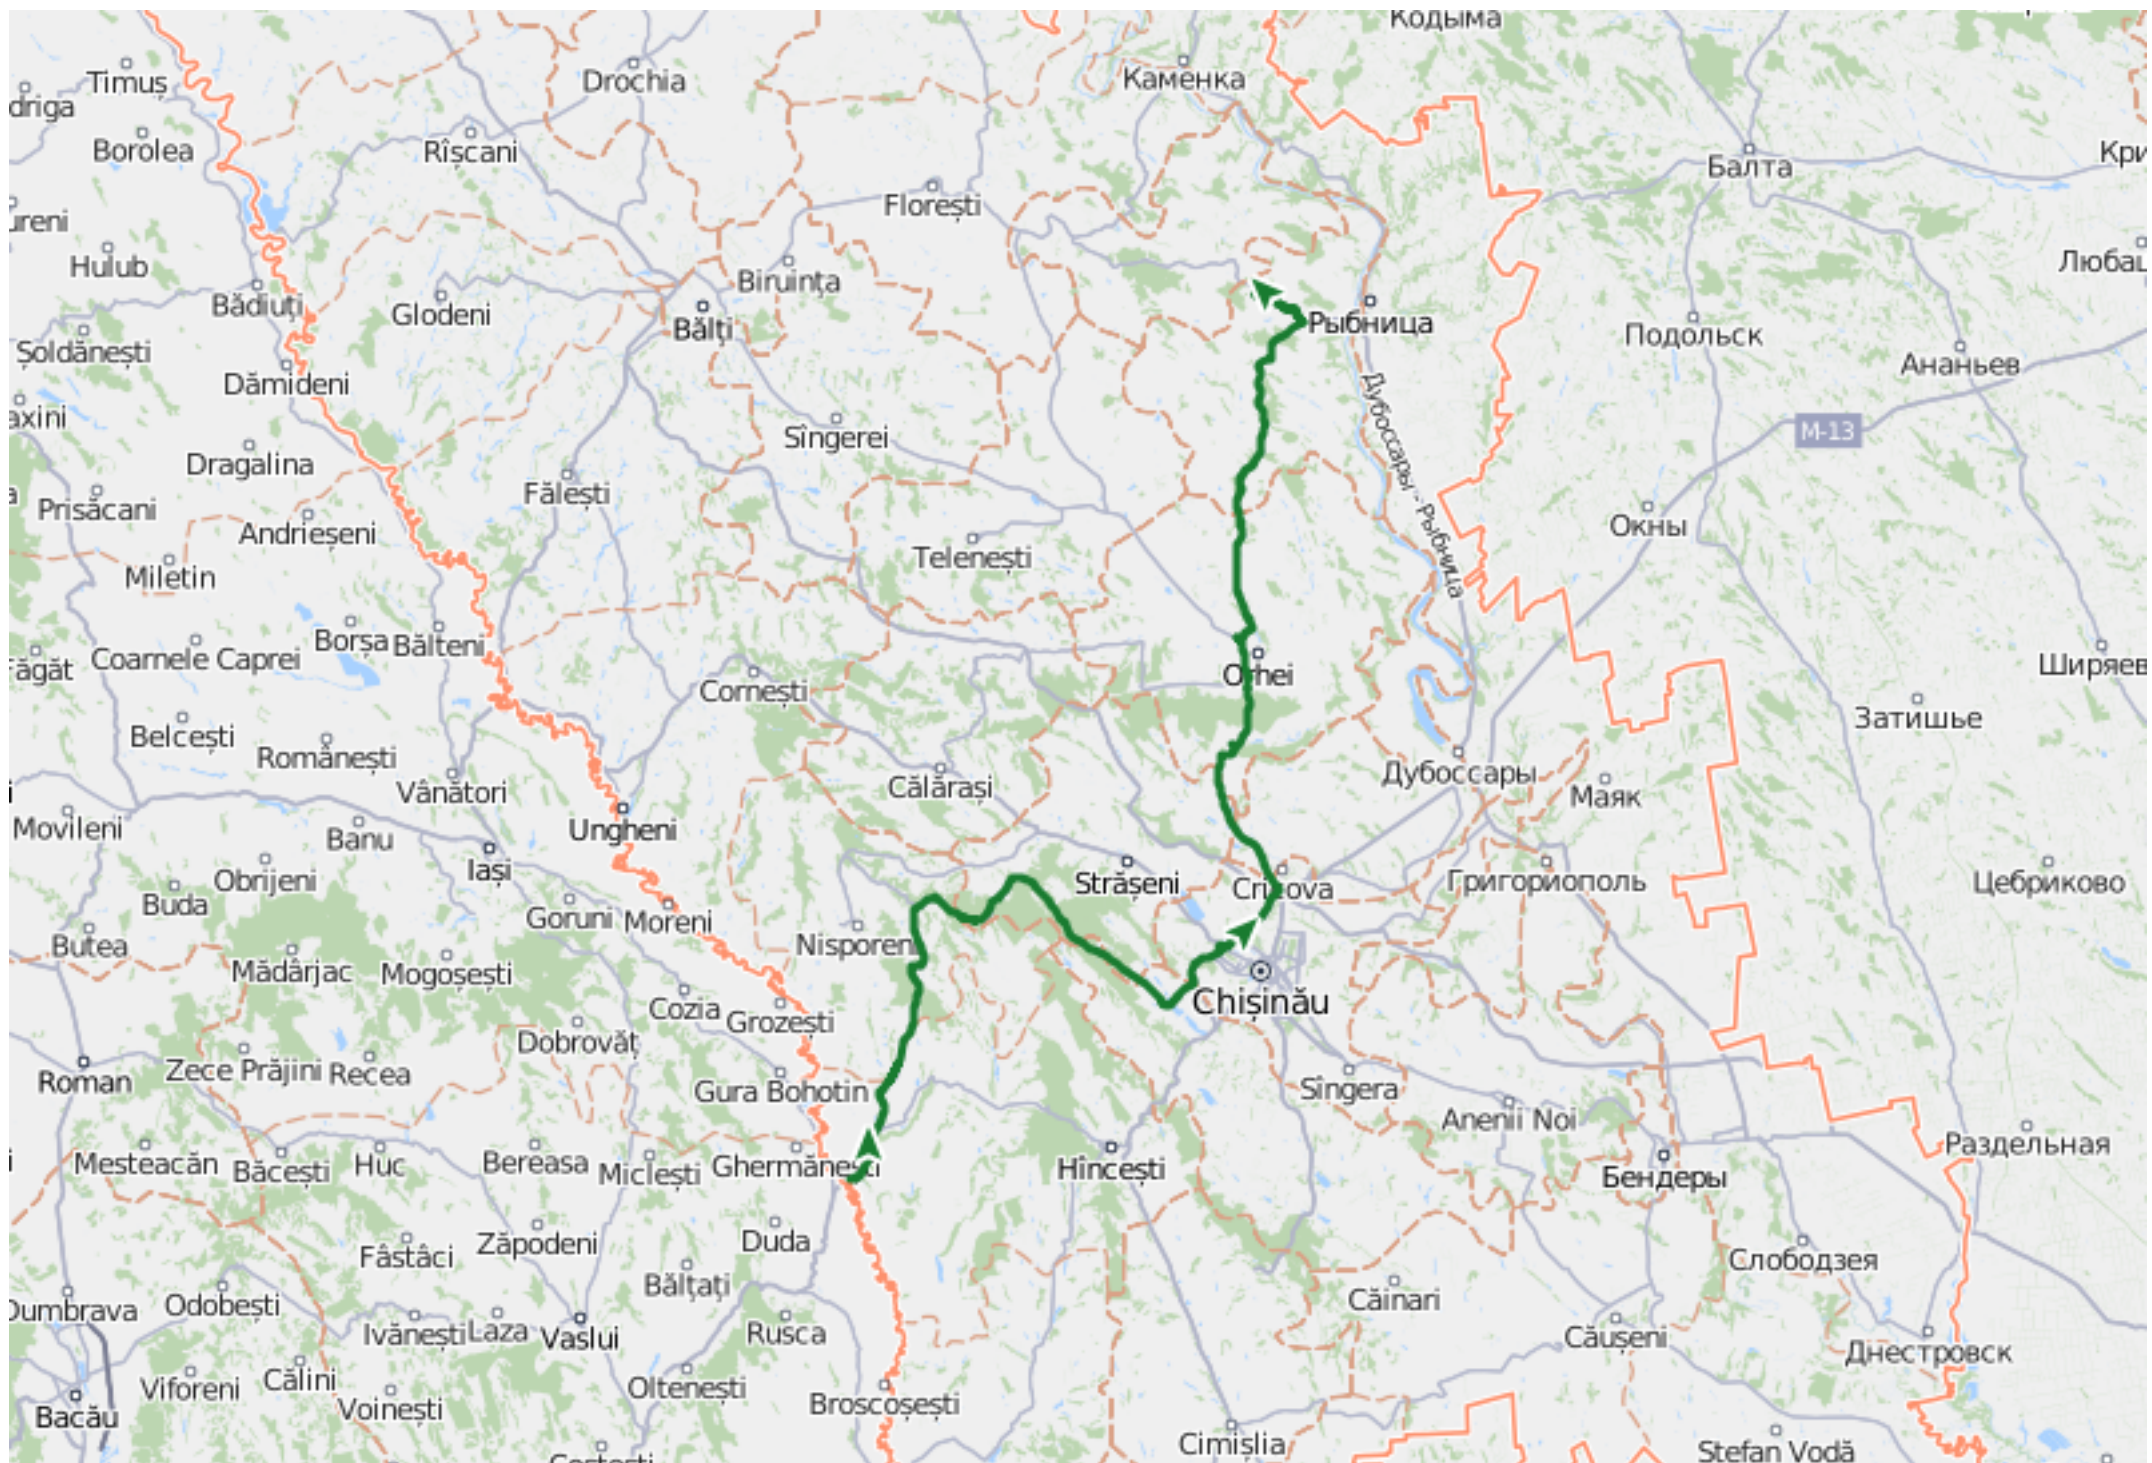 Кодыма
Timuș
Drochia
Каменка
driga
Borolea
Rîșcani
Балта
Кри
Florești
ureni
Hulub
Biruința
Любаш
Bădiuți
Glodeni
Bălți
Рыбница
Подольск
Ананьев
Șoldănești
Dămideni
axini
Sîngerei
М-13
Dragalina
Fălești
Prisăcani
Дубоссары - Рыбница
Andrieșeni
Telenești
Окны
Miletin
Borșa
Bălteni
Coarnele Caprei
Făgăt
Cornești
Orhei
Ширяев
Затишье
Belcești
Românești
Vânători
Călărași
Дубоссары
Маяк
Movileni
Banu
Ungheni
Iași
Obrijeni
Strășeni
Cricova
Григориополь
Цебриково
Buda
Goruni
Moreni
Butea
Nisporeni
Mădârjac
Mogoșești
Cozia
Grozești
Chișinău
Dobrovăț
Zece Prăjini
Recea
Roman
Gura Bohotin
Sîngera
Anenii Noi
Раздельная
Mesteacăn
Băcești
Huc
Bereasa
Miclești
Ghermănești
Hîncești
Бендеры
Duda
Fâstâci
Zăpodeni
Слободзея
Bălțați
Căinari
Dumbrava
Odobești
Ivănești
Laza
Vaslui
Rusca
Căușeni
Днестровск
Viforeni
Călini
Voinești
Oltenești
Broscoșești
Bacău
Cimișlia
Stefan Vodă